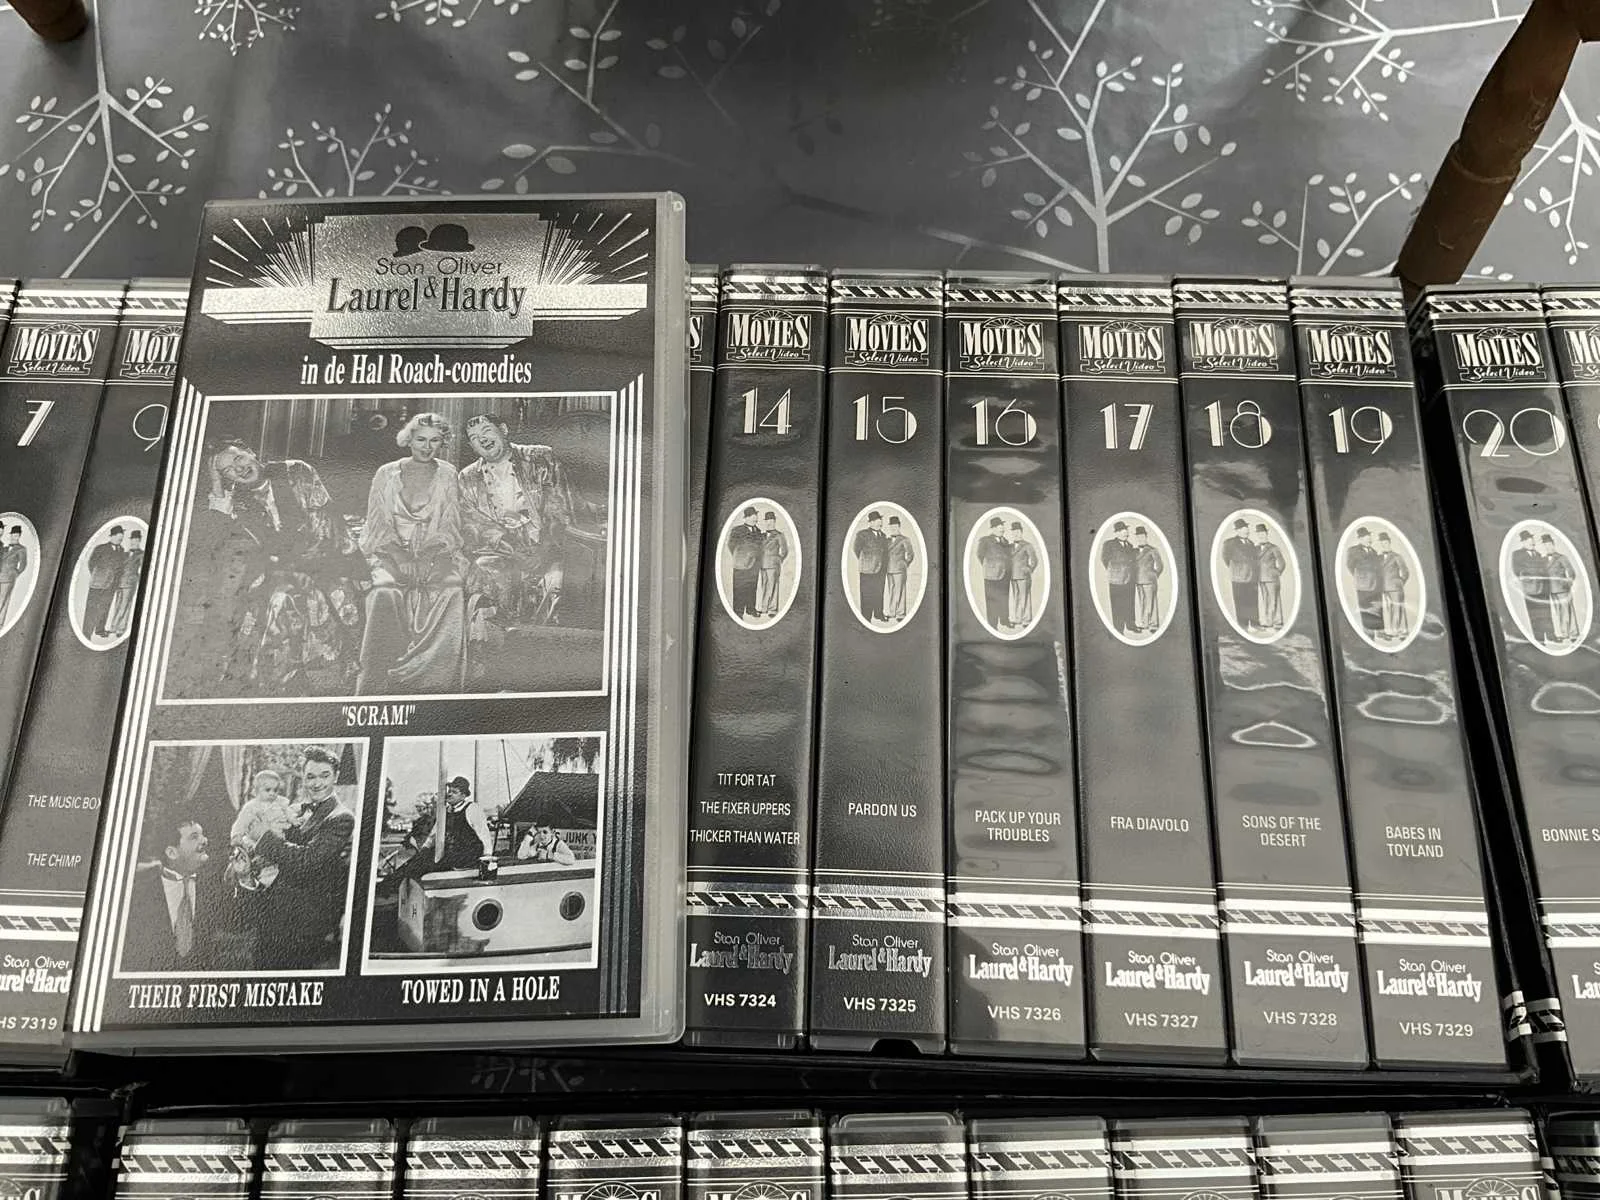 Stan Oliver
Laurel & Hardy
in de Hal Roach-comedies
"SCRAM!"
THEIR FIRST MISTAKE
TOWED IN A HOLE
JUNK
MOVIES
Select Video
7
THE MUSIC BOX
THE CHIMP
Stan Oliver
Laurel & Hardy
VHS 7319
9
MOVIES
Select Video
14
TIT FOR TAT
THE FIXER UPPERS
THICKER THAN WATER
Stan Oliver
Laurel & Hardy
VHS 7324
MOVIES
Select Video
15
PARDON US
Stan Oliver
Laurel & Hardy
VHS 7325
MOVIES
Select Video
16
PACK UP YOUR
TROUBLES
Stan Oliver
Laurel & Hardy
VHS 7326
MOVIES
Select Video
17
FRA DIAVOLO
Stan Oliver
Laurel & Hardy
VHS 7327
MOVIES
Select Video
18
SONS OF THE
DESERT
Stan Oliver
Laurel & Hardy
VHS 7328
MOVIES
Select Video
19
BABES IN
TOYLAND
Stan Oliver
Laurel & Hardy
VHS 7329
MOVIES
Select Video
20
BONNIE